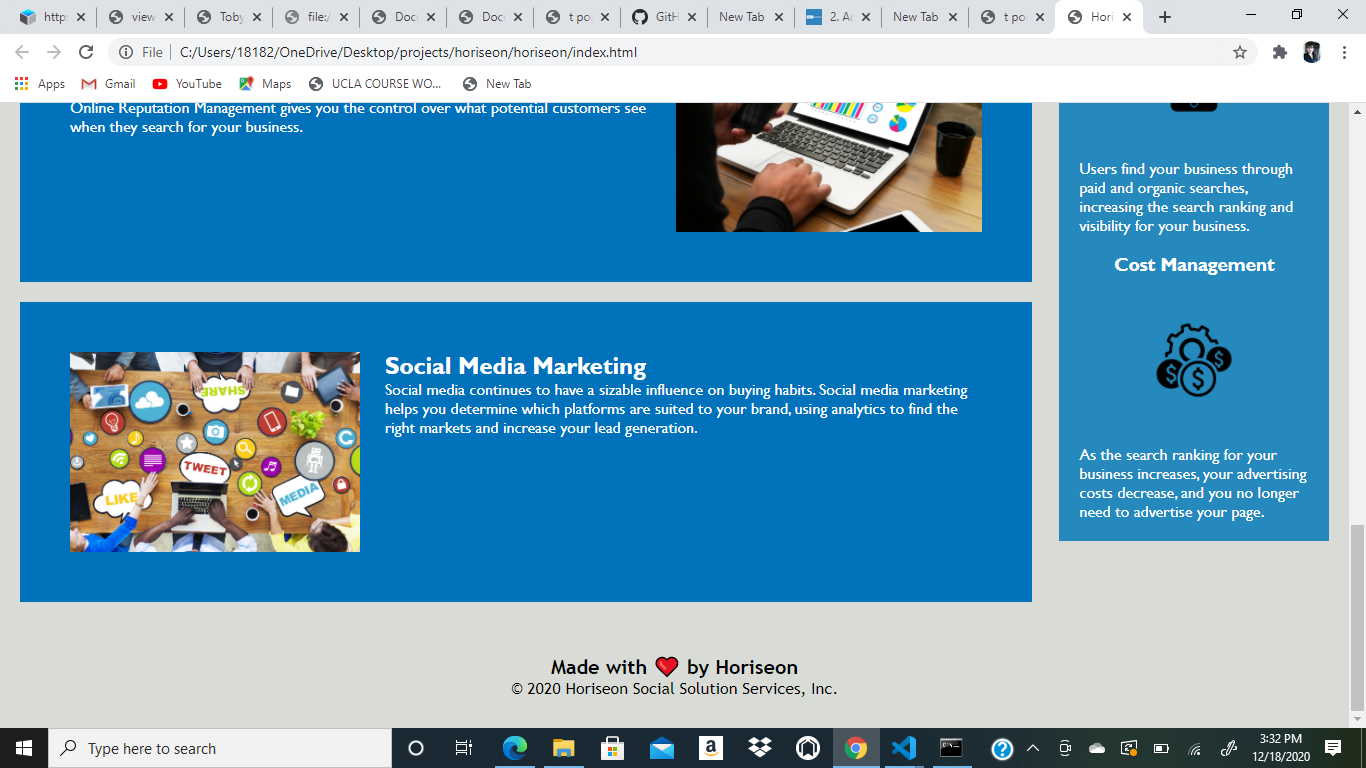 http
view
Toby
file:/
Docu
Docu
t po
GitH
New Tab
2. Ac
New Tab
t po
Hori
File
C:/Users/18182/OneDrive/Desktop/projects/horiseon/horiseon/index.html
Apps
Gmail
YouTube
Maps
UCLA COURSE WO...
New Tab
Online Reputation Management gives you the control over what potential customers see
when they search for your business.
Social Media Marketing
Social media continues to have a sizable influence on buying habits. Social media marketing
helps you determine which platforms are suited to your brand, using analytics to find the
right markets and increase your lead generation.
SHARE
TWEET
LIKE
MEDIA
Users find your business through
paid and organic searches,
increasing the search ranking and
visibility for your business.
Cost Management
As the search ranking for your
business increases, your advertising
costs decrease, and you no longer
need to advertise your page.
Made with ❤ by Horiseon
© 2020 Horiseon Social Solution Services, Inc.
Type here to search
3:32 PM
12/18/2020